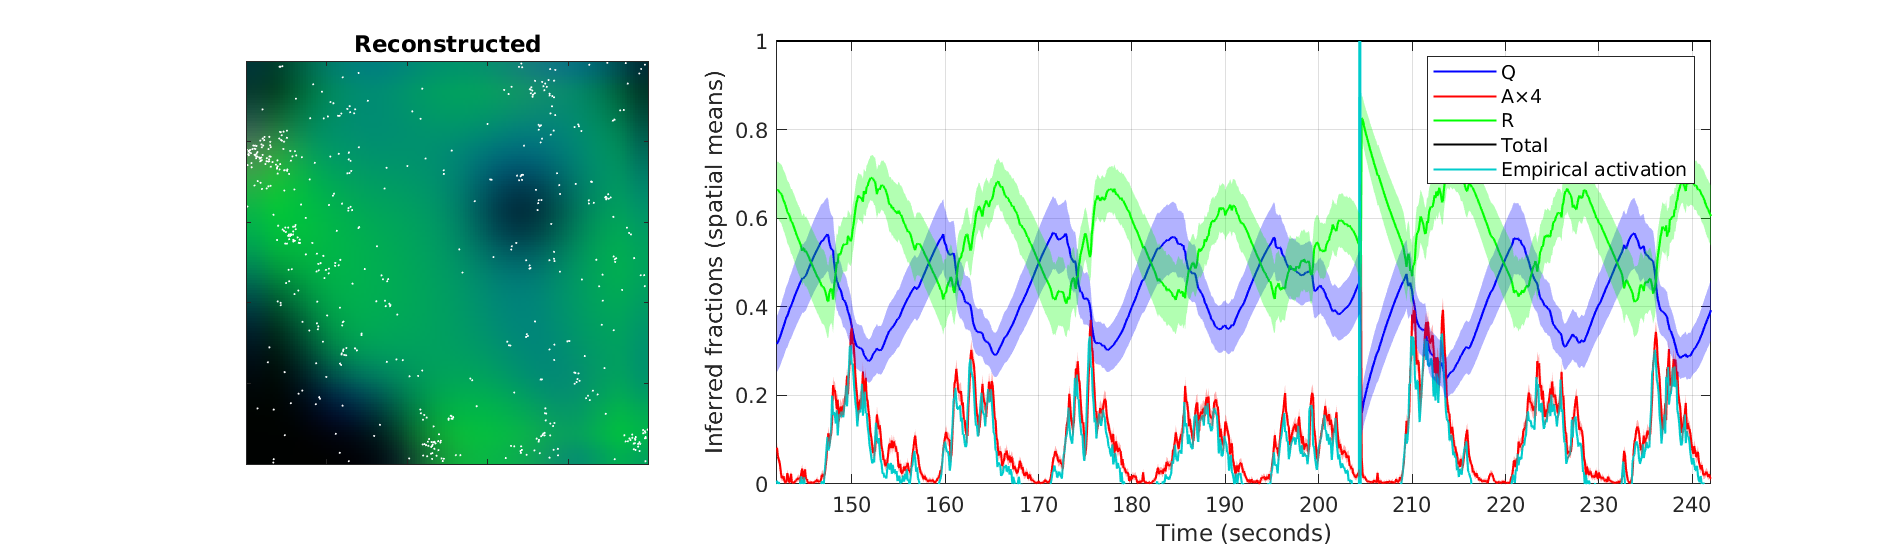 Reconstructed
Inferred fractions (spatial means)
1
0.8
0.6
0.4
0.2
0
Q
A×4
R
Total
Empirical activation
150 160 170 180 190 200 210 220 230 240
Time (seconds)